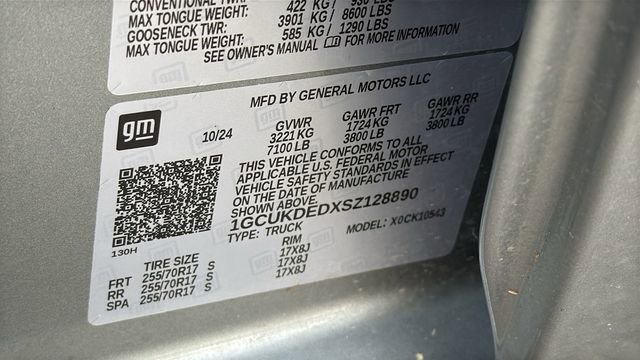 CONVENTIONAL TWR:
MAX TONGUE WEIGHT: 422 KG / 930 LBS
GOOSENECK TWR: 3901 KG / 8600 LBS
MAX TONGUE WEIGHT: 585 KG / 1290 LBS
SEE OWNER'S MANUAL FOR MORE INFORMATION
MFD BY GENERAL MOTORS LLC
gm
10/24
GVWR GAWR FRT GAWR RR
3221 KG 1724 KG 1724 KG
7100 LB 3800 LB 3800 LB
THIS VEHICLE CONFORMS TO ALL
APPLICABLE U.S. FEDERAL MOTOR
VEHICLE SAFETY STANDARDS IN EFFECT
ON THE DATE OF MANUFACTURE
SHOWN ABOVE.
1GCUKDEDXSZ128890
TYPE: TRUCK MODEL: X0CK10543
130H
TIRE SIZE RIM
FRT 255/70R17 S 17X8J
RR 255/70R17 S 17X8J
SPA 255/70R17 S 17X8J